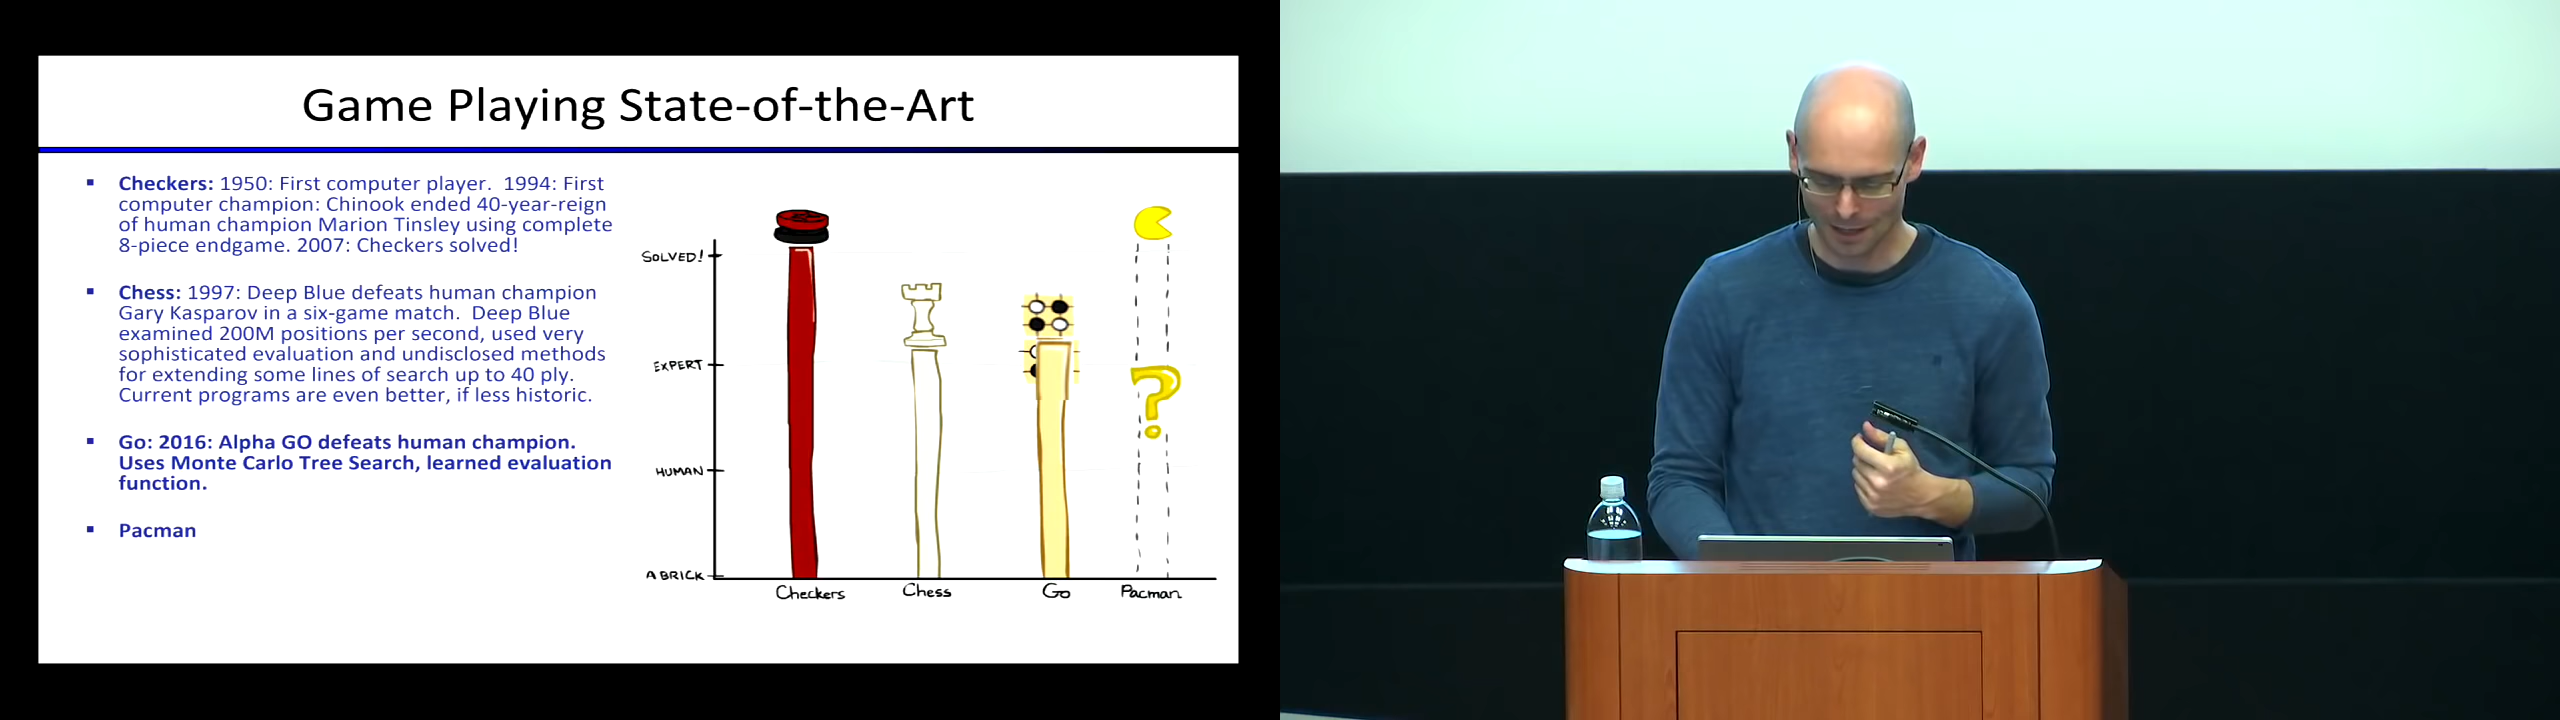 Game Playing State-of-the-Art
▪ Checkers: 1950: First computer player. 1994: First
computer champion: Chinook ended 40-year-reign
of human champion Marion Tinsley using complete
8-piece endgame. 2007: Checkers solved!
▪ Chess: 1997: Deep Blue defeats human champion
Gary Kasparov in a six-game match. Deep Blue
examined 200M positions per second, used very
sophisticated evaluation and undisclosed methods
for extending some lines of search up to 40 ply.
Current programs are even better, if less historic.
▪ Go: 2016: Alpha GO defeats human champion.
Uses Monte Carlo Tree Search, learned evaluation
function.
▪ Pacman
SOLVED!
EXPERT
?
HUMAN
A BRICK
Checkers Chess Go Pacman